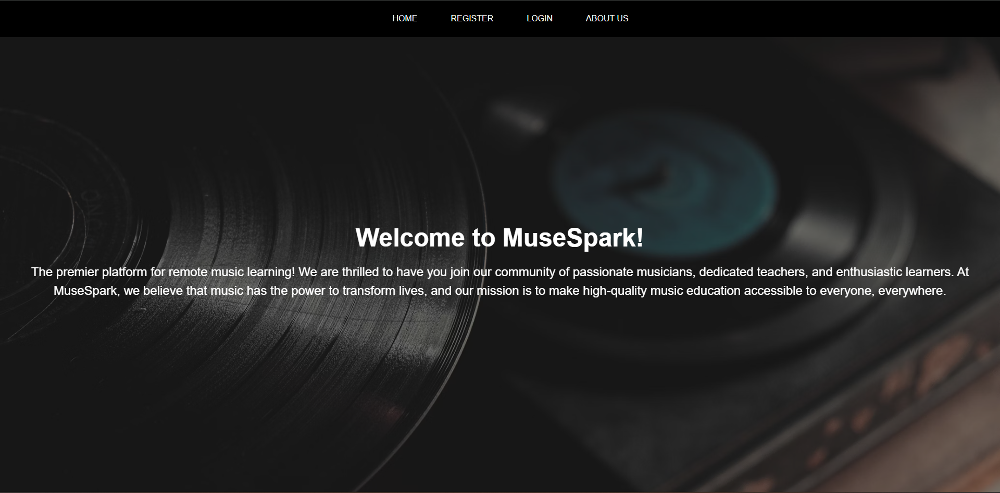 HOME REGISTER LOGIN ABOUT US
Welcome to MuseSpark!
The premier platform for remote music learning! We are thrilled to have you join our community of passionate musicians, dedicated teachers, and enthusiastic learners. At
MuseSpark, we believe that music has the power to transform lives, and our mission is to make high-quality music education accessible to everyone, everywhere.